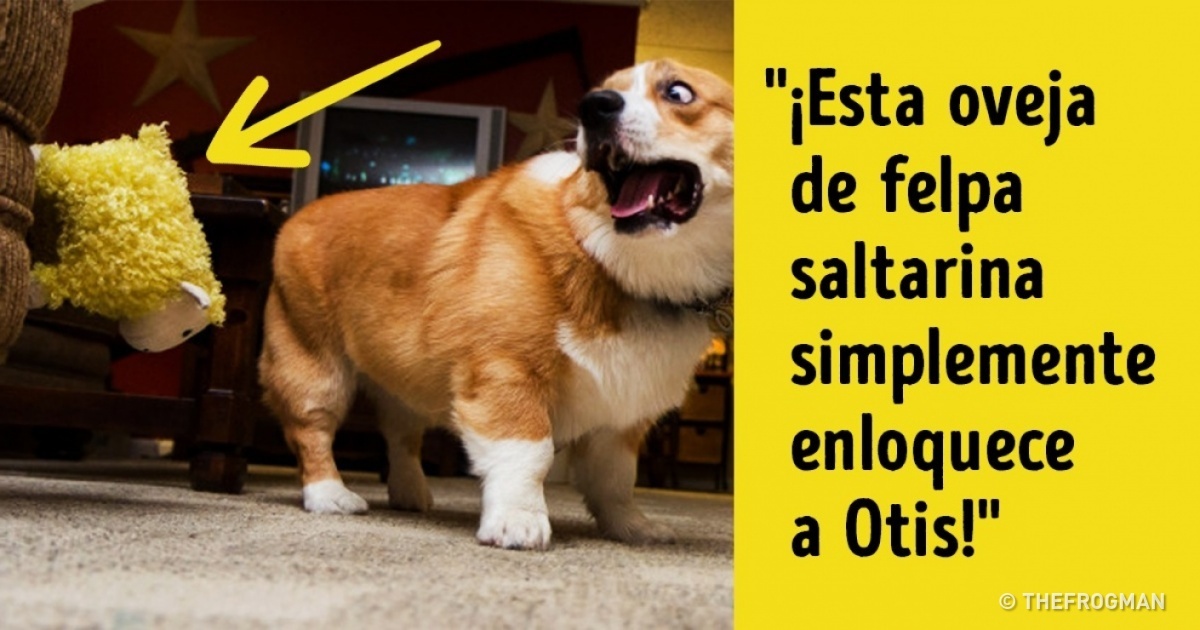 "¡Esta oveja
de felpa
saltarina
simplemente
enloquece
a Otis!"
© THEFROGMAN